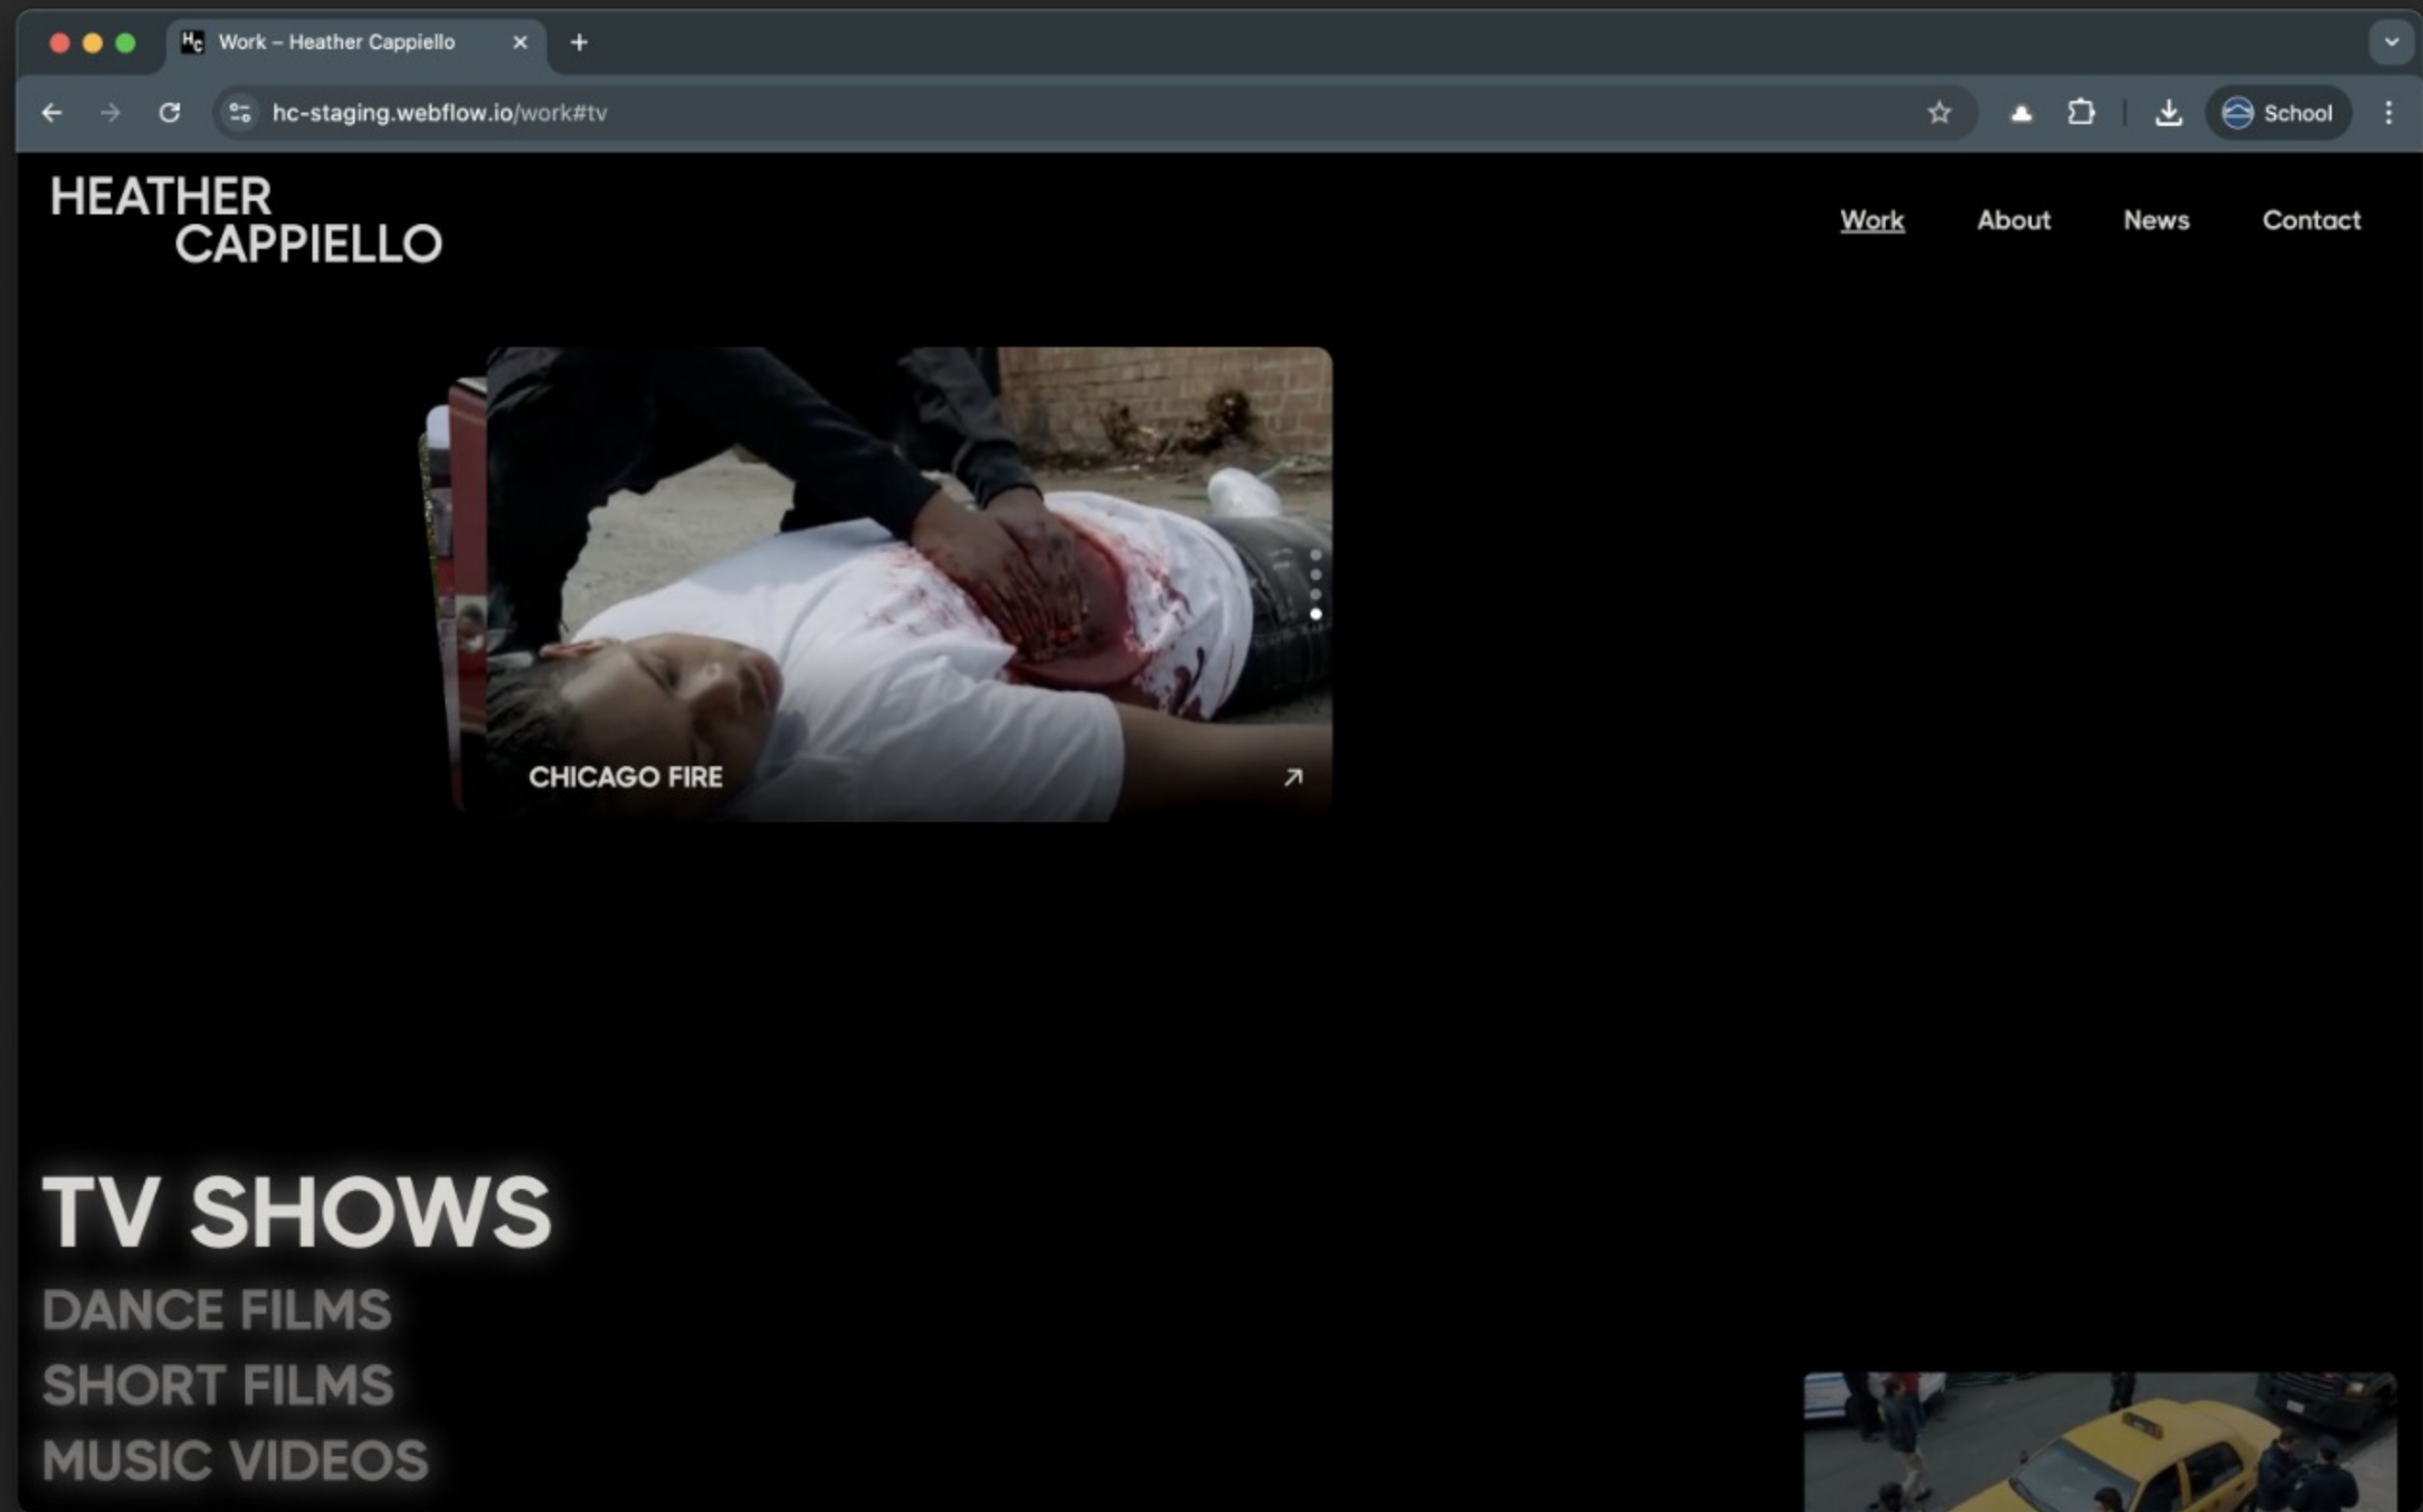 HC Work – Heather Cappiello
hc-staging.webflow.io/work#tv
School
HEATHER
CAPPIELLO
Work About News Contact
CHICAGO FIRE
TV SHOWS
DANCE FILMS
SHORT FILMS
MUSIC VIDEOS